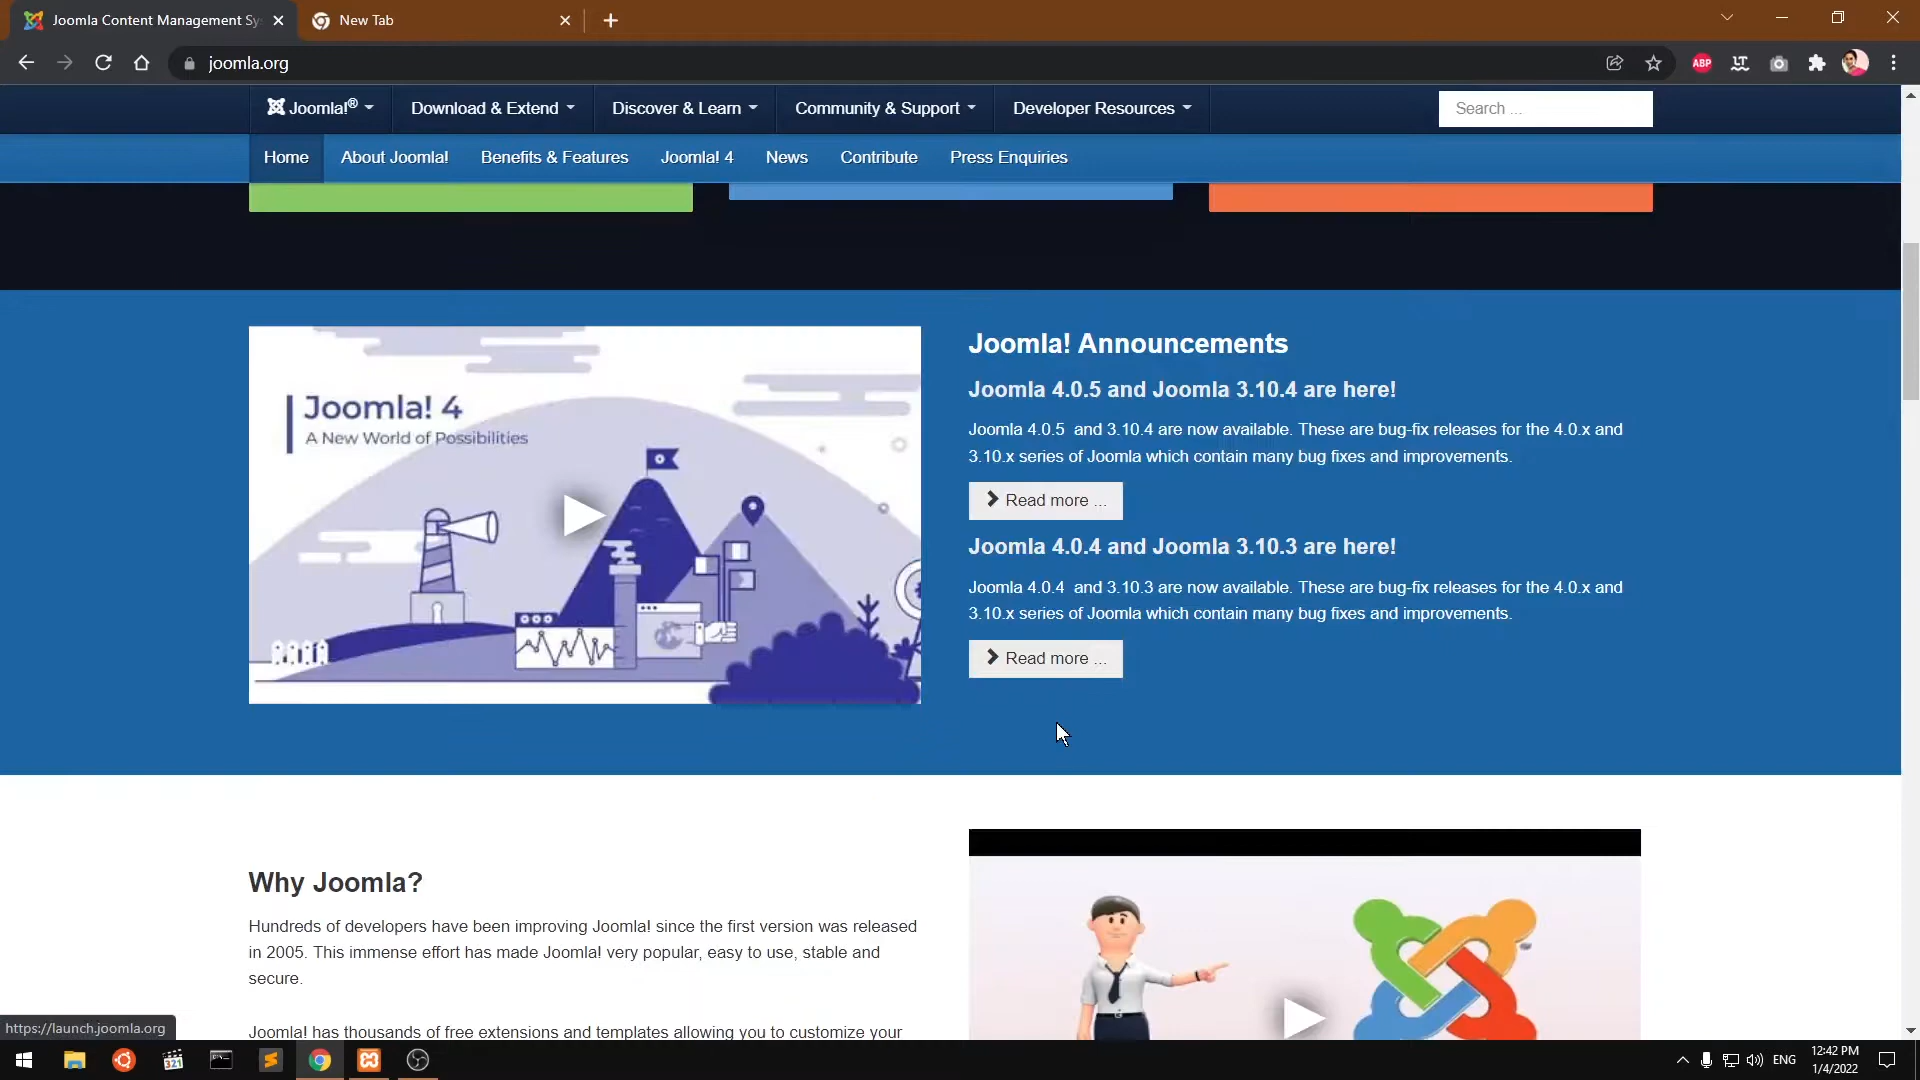 Joomla Content Management Sy
New Tab
joomla.org
ABP
Joomla!®
Download & Extend
Discover & Learn
Community & Support
Developer Resources
Search ...
Home
About Joomla!
Benefits & Features
Joomla! 4
News
Contribute
Press Enquiries
Joomla! 4
A New World of Possibilities
Joomla! Announcements
Joomla 4.0.5 and Joomla 3.10.4 are here!
Joomla 4.0.5 and 3.10.4 are now available. These are bug-fix releases for the 4.0.x and
3.10.x series of Joomla which contain many bug fixes and improvements.
Read more ...
Joomla 4.0.4 and Joomla 3.10.3 are here!
Joomla 4.0.4 and 3.10.3 are now available. These are bug-fix releases for the 4.0.x and
3.10.x series of Joomla which contain many bug fixes and improvements.
Read more ...
Why Joomla?
Hundreds of developers have been improving Joomla! since the first version was released
in 2005. This immense effort has made Joomla! very popular, easy to use, stable and
secure.
Joomla! has thousands of free extensions and templates allowing you to customize your
https://launch.joomla.org
321
ENG
12:42 PM
1/4/2022